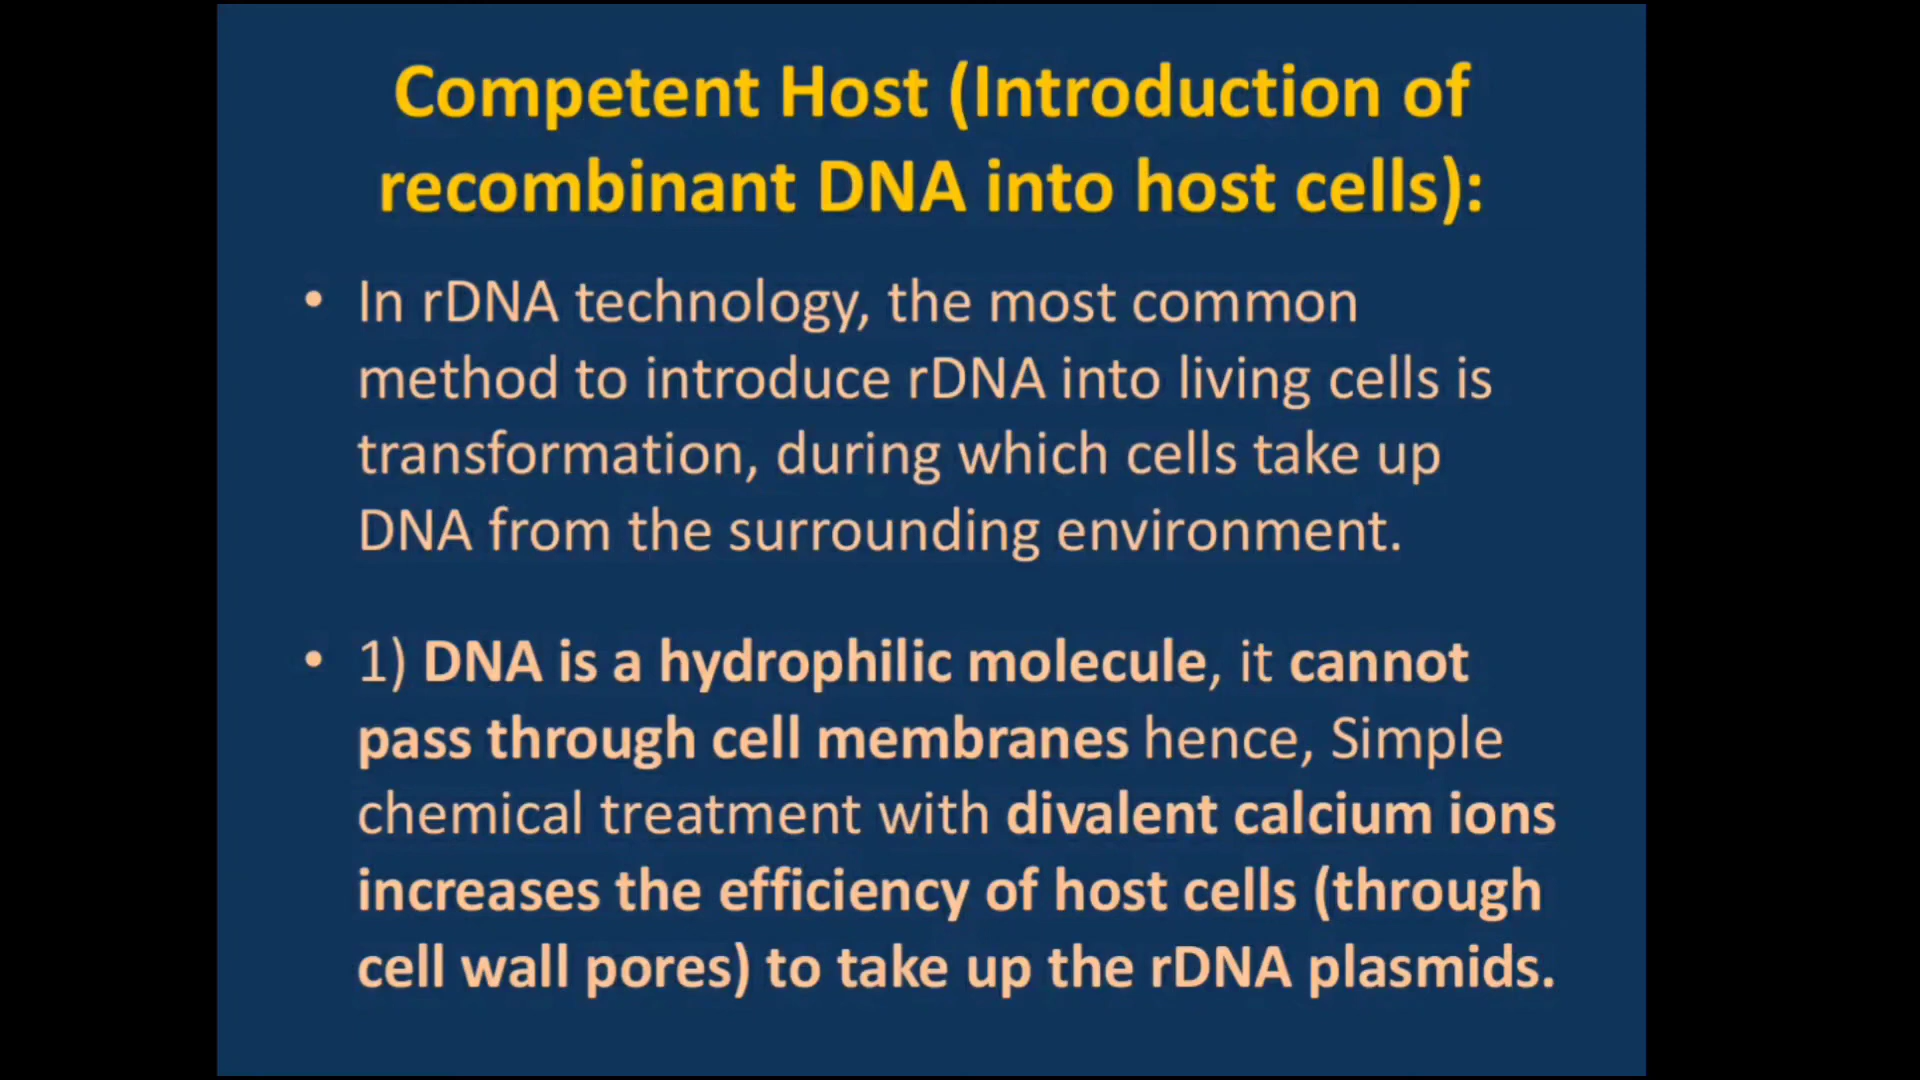 Competent Host (Introduction of
recombinant DNA into host cells):
• In rDNA technology, the most common
method to introduce rDNA into living cells is
transformation, during which cells take up
DNA from the surrounding environment.
• 1) DNA is a hydrophilic molecule, it cannot
pass through cell membranes hence, Simple
chemical treatment with divalent calcium ions
increases the efficiency of host cells (through
cell wall pores) to take up the rDNA plasmids.